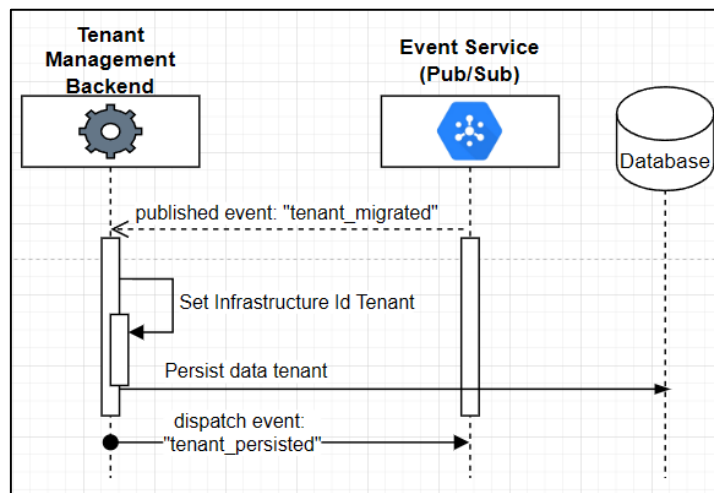 Tenant
Management
Backend
Event Service
(Pub/Sub)
Database
published event: "tenant_migrated"
Set Infrastructure Id Tenant
Persist data tenant
dispatch event:
"tenant_persisted"